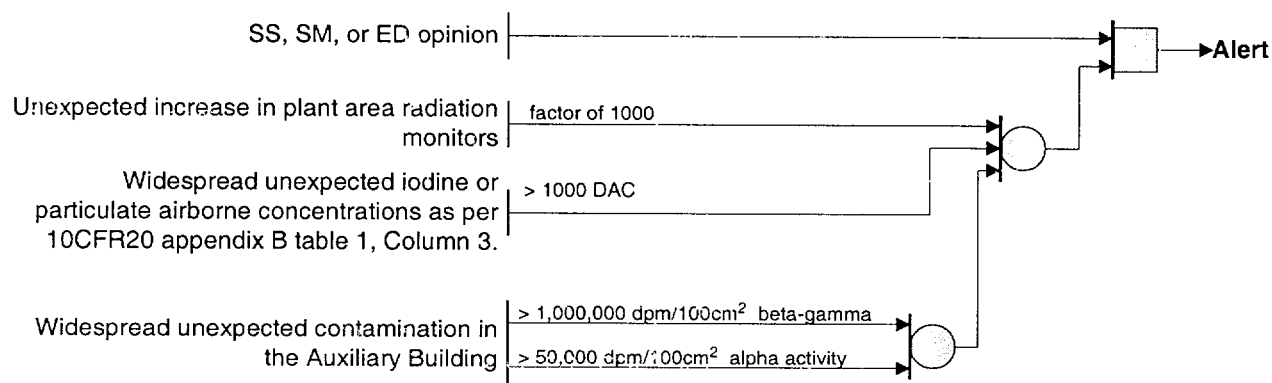 SS, SM, or ED opinion
Alert
Unexpected increase in plant area radiation
monitors
factor of 1000
Widespread unexpected iodine or
particulate airborne concentrations as per
10CFR20 appendix B table 1, Column 3.
> 1000 DAC
Widespread unexpected contamination in
the Auxiliary Building
> 1,000,000 dpm/100cm² beta-gamma
> 50,000 dpm/100cm² alpha activity